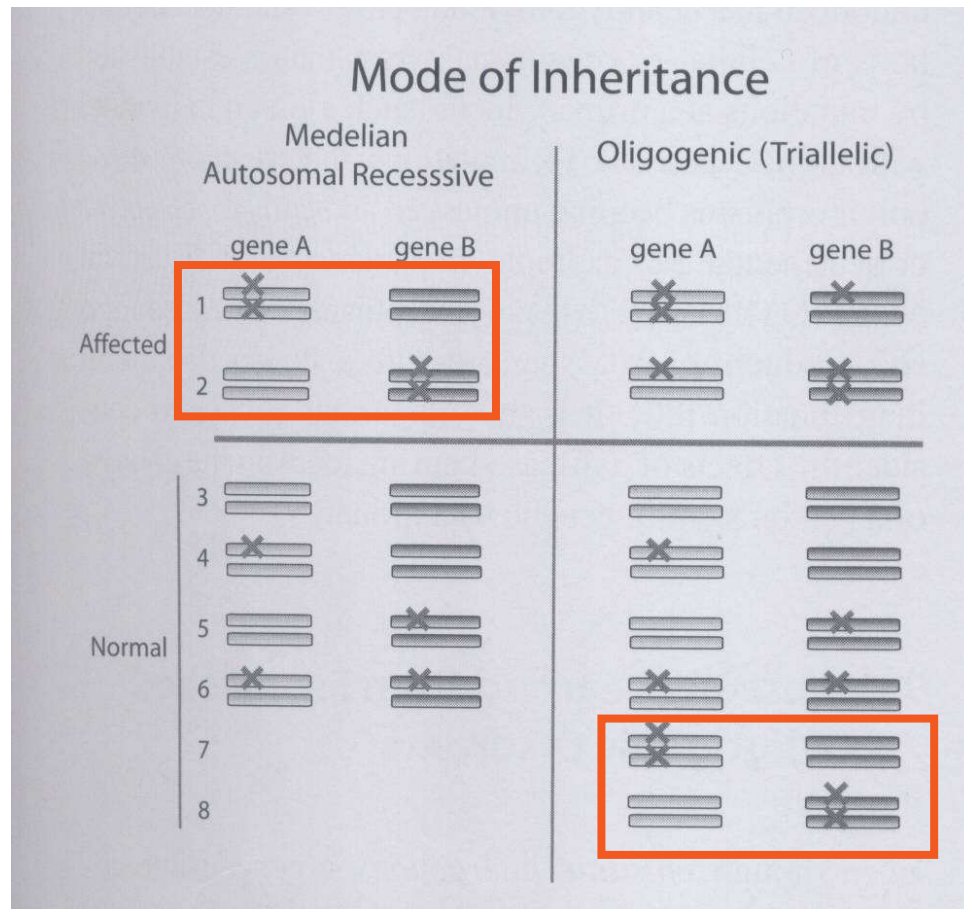 Mode of Inheritance
Medelian
Autosomal Recesssive
Oligogenic (Triallelic)
gene A gene B gene A gene B
1
Affected
2
3
4
5
Normal
6
7
8